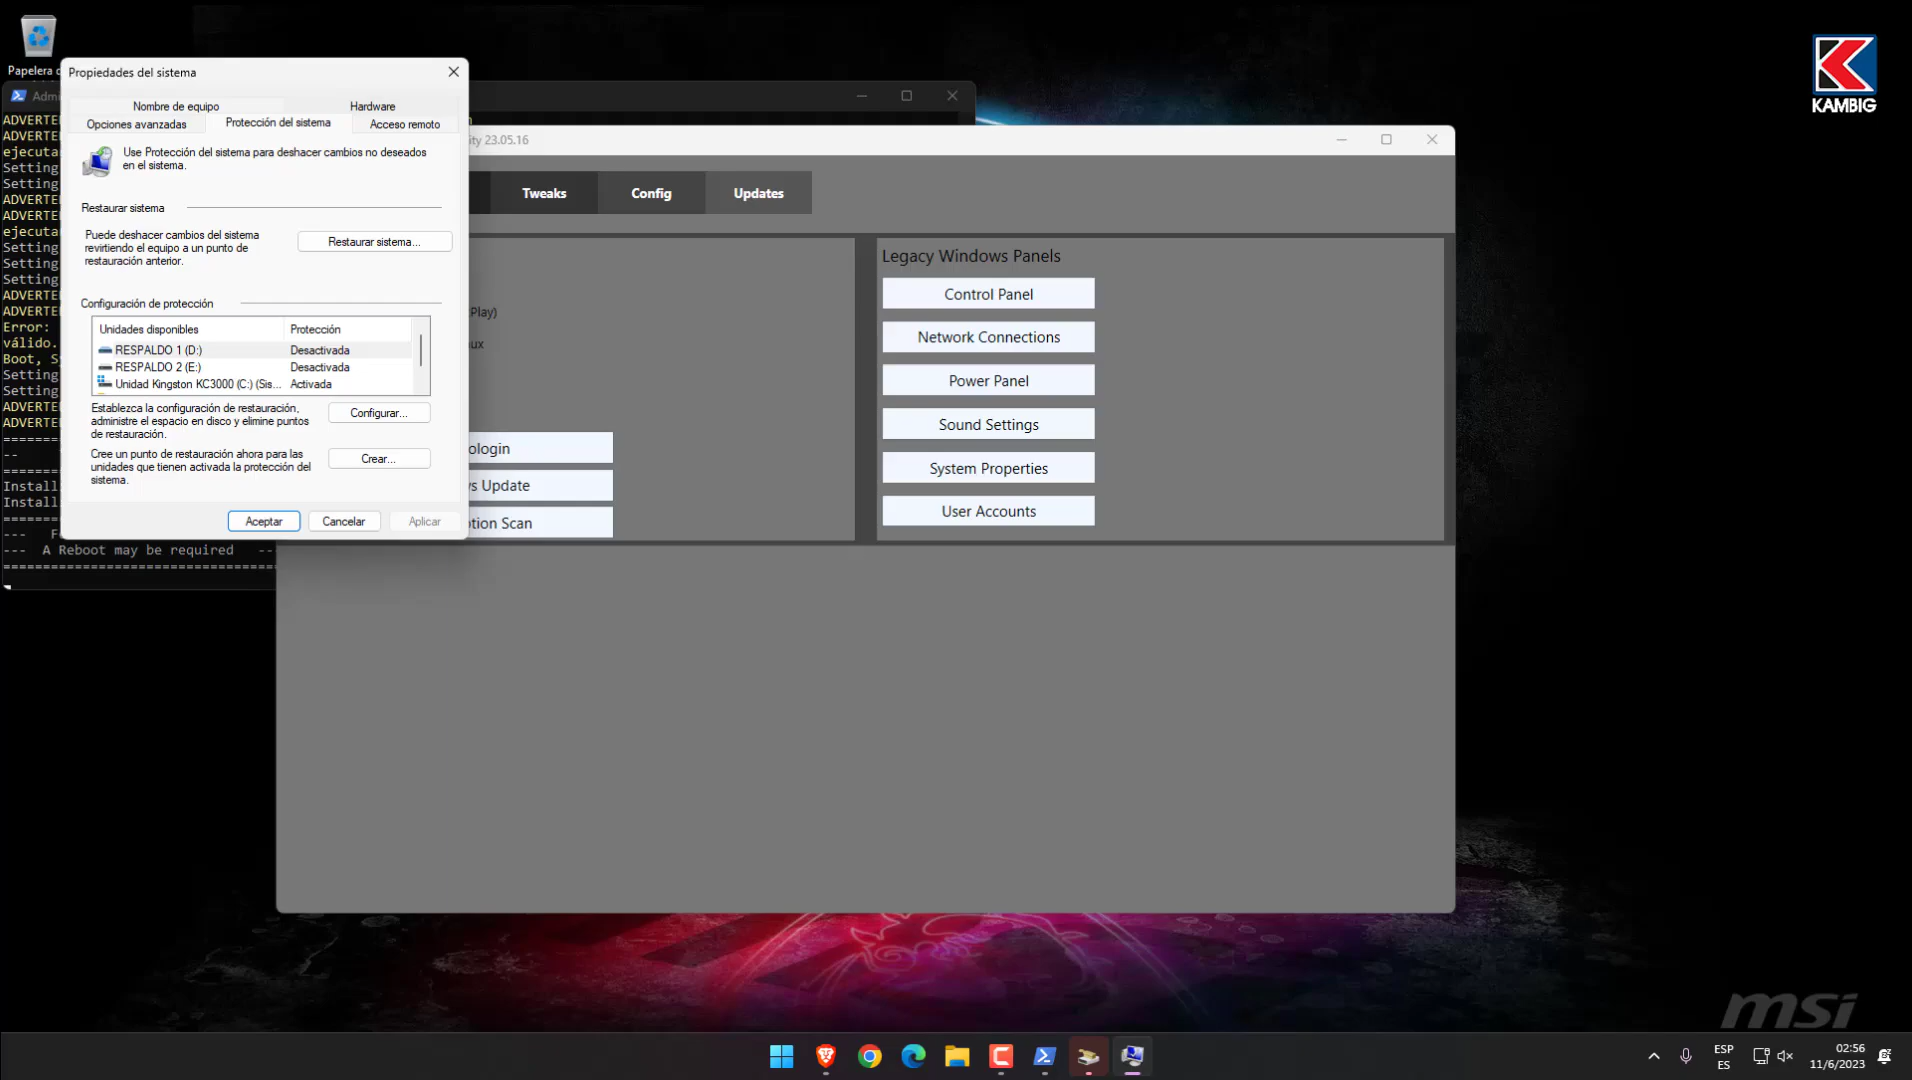 Papelera d
Propiedades del sistema
Nombre de equipo
Hardware
Opciones avanzadas
Protección del sistema
Acceso remoto
Use Protección del sistema para deshacer cambios no deseados
en el sistema.
Restaurar sistema
Puede deshacer cambios del sistema
revirtiendo el equipo a un punto de
restauración anterior.
Restaurar sistema...
Configuración de protección
Unidades disponibles
Protección
RESPALDO 1 (D:)
Desactivada
RESPALDO 2 (E:)
Desactivada
Unidad Kingston KC3000 (C:) (Sis...
Activada
Establezca la configuración de restauración,
administre el espacio en disco y elimine puntos
de restauración.
Configurar...
Cree un punto de restauración ahora para las
unidades que tienen activada la protección del
sistema.
Crear...
Aceptar
Cancelar
Aplicar
Admi
ADVERTE
ADVERTE
ejecuta
Setting
Setting
ADVERTE
ADVERTE
ejecuta
Setting
Setting
Setting
ADVERTE
ADVERTE
Error:
válido.
Boot, Sy
Setting
Setting
ADVERTE
ADVERTE
=======
--
=======
Install
Install
=======
--- F
--- A Reboot may be required ---
==================================
ity 23.05.16
Tweaks
Config
Updates
Play)
ux
ologin
ws Update
ption Scan
Legacy Windows Panels
Control Panel
Network Connections
Power Panel
Sound Settings
System Properties
User Accounts
K
KAMBIG
msi
ESP
ES
02:56
11/6/2023